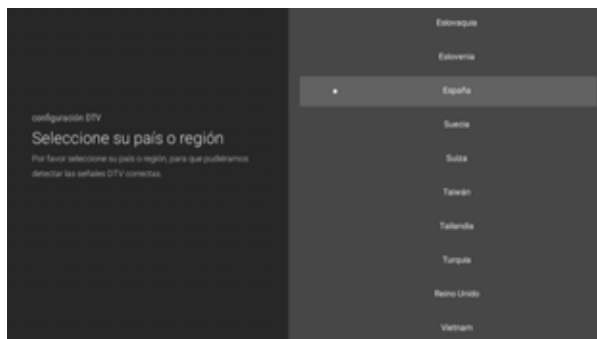 configuración DTV
Seleccione su país o región
Por favor seleccione su país o región, para que pudiéramos
detectar las señales DTV correctas.
Eslovaquia
Eslovenia
España
Suecia
Suiza
Taiwán
Tailandia
Turquía
Reino Unido
Vietnam